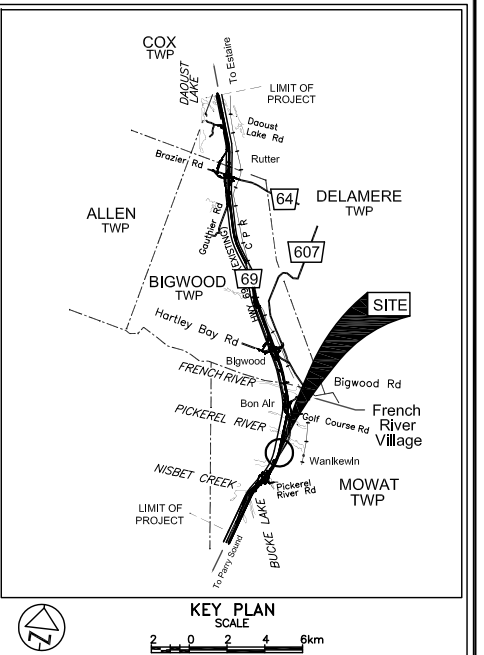 COX
TWP
To Estaire
DAOUST
LAKE
LIMIT OF
PROJECT
Daoust
Lake Rd
Brazier Rd
Rutter
64
DELAMERE
TWP
ALLEN
TWP
Gauthier Rd
EXISTING
HWY 69
C P R
607
69
BIGWOOD
TWP
SITE
Hartley Bay Rd
Bigwood
FRENCH RIVER
Bigwood Rd
Bon Air
French
River
Village
Golf Course Rd
PICKEREL RIVER
Wanikewin
NISBET CREEK
Pickerel
River Rd
MOWAT
TWP
LIMIT OF
PROJECT
BUCKE LAKE
To Parry Sound
N
KEY PLAN
SCALE
2 0 2 4 6km